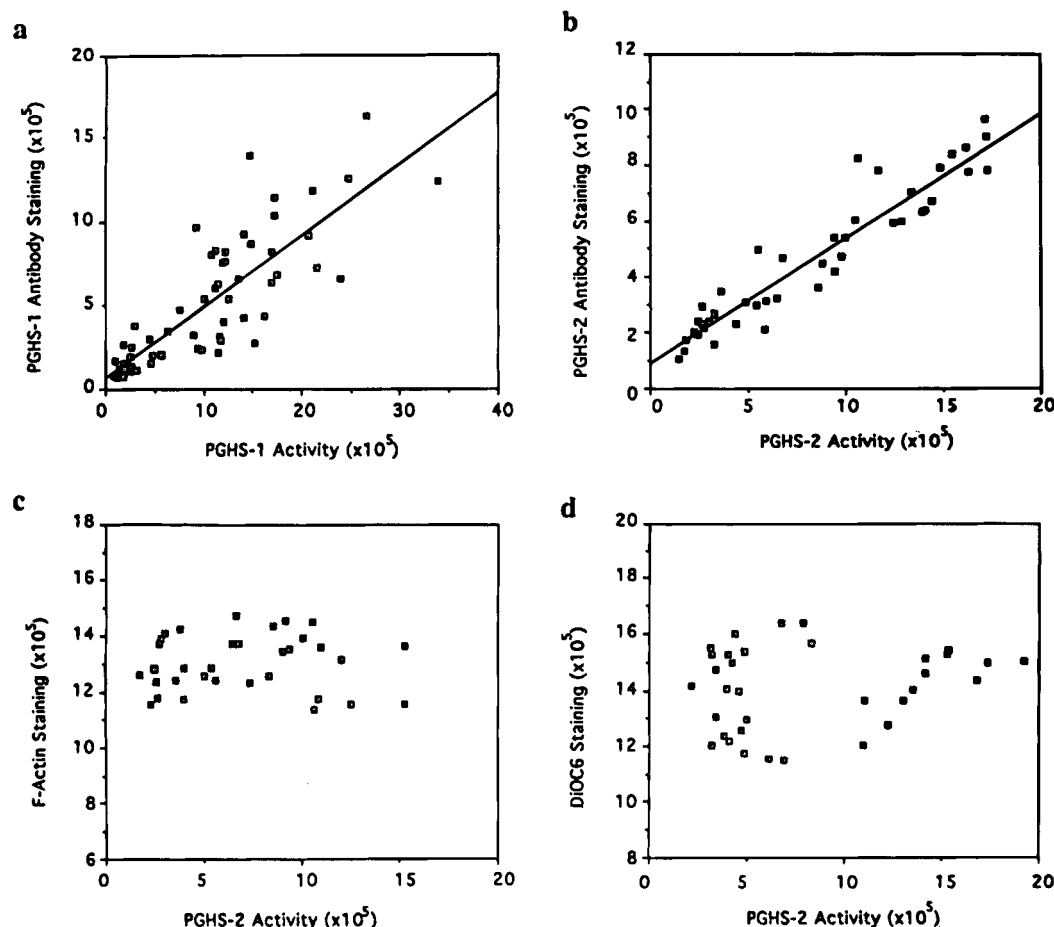 a
20
15
10
5
0
PGHS-1 Antibody Staining (x10^5)
0 10 20 30 40
PGHS-1 Activity (x10^5)
b
12
10
8
6
4
2
0
PGHS-2 Antibody Staining (x10^5)
0 5 10 15 20
PGHS-2 Activity (x10^5)
c
18
16
14
12
10
8
6
F-Actin Staining (x10^5)
0 5 10 15 20
PGHS-2 Activity (x10^5)
d
20
18
16
14
12
10
8
DiOC6 Staining (x10^5)
0 5 10 15 20
PGHS-2 Activity (x10^5)